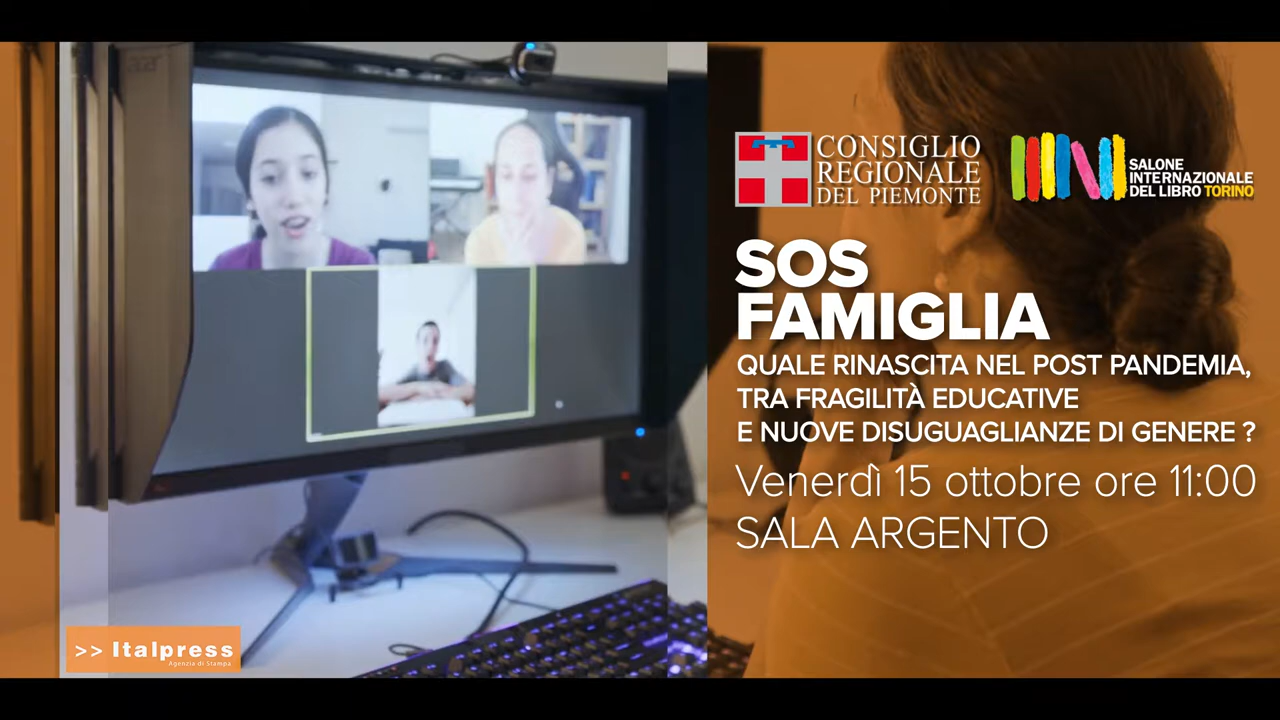 CONSIGLIO
REGIONALE
DEL PIEMONTE
SALONE
INTERNAZIONALE
DEL LIBRO TORINO
SOS
FAMIGLIA
QUALE RINASCITA NEL POST PANDEMIA,
TRA FRAGILITÀ EDUCATIVE
E NUOVE DISUGUAGLIANZE DI GENERE ?
Venerdì 15 ottobre ore 11:00
SALA ARGENTO
>> Italpress
Agenzia di Stampa